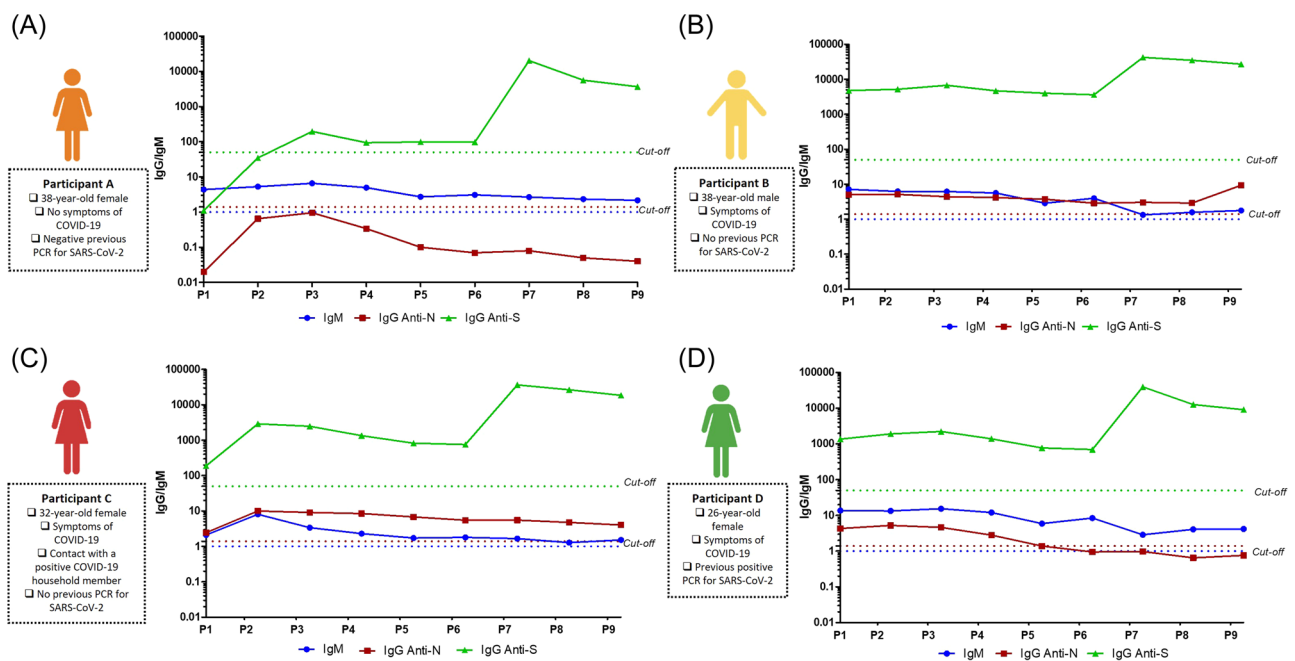 (A)
100000
10000
1000
100
10
1
0.1
0.01
IgG/IgM
Cut-off
Cut-off
P1 P2 P3 P4 P5 P6 P7 P8 P9
IgM IgG Anti-N IgG Anti-S
Participant A
❑ 38-year-old female
❑ No symptoms of
COVID-19
❑ Negative previous
PCR for SARS-CoV-2
(B)
100000
10000
1000
100
10
1
0.1
0.01
IgG/IgM
Cut-off
Cut-off
P1 P2 P3 P4 P5 P6 P7 P8 P9
IgM IgG Anti-N IgG Anti-S
Participant B
❑ 38-year-old male
❑ Symptoms of
COVID-19
❑ No previous PCR
for SARS-CoV-2
(C)
100000
10000
1000
100
10
1
0.1
0.01
IgG/IgM
Cut-off
Cut-off
P1 P2 P3 P4 P5 P6 P7 P8 P9
IgM IgG Anti-N IgG Anti-S
Participant C
❑ 32-year-old female
❑ Symptoms of
COVID-19
❑ Contact with a
positive COVID-19
household member
❑ No previous PCR for
SARS-CoV-2
(D)
100000
10000
1000
100
10
1
0.1
0.01
IgG/IgM
Cut-off
Cut-off
P1 P2 P3 P4 P5 P6 P7 P8 P9
IgM IgG Anti-N IgG Anti-S
Participant D
❑ 26-year-old
female
❑ Symptoms of
COVID-19
❑ Previous positive
PCR for SARS-CoV-2